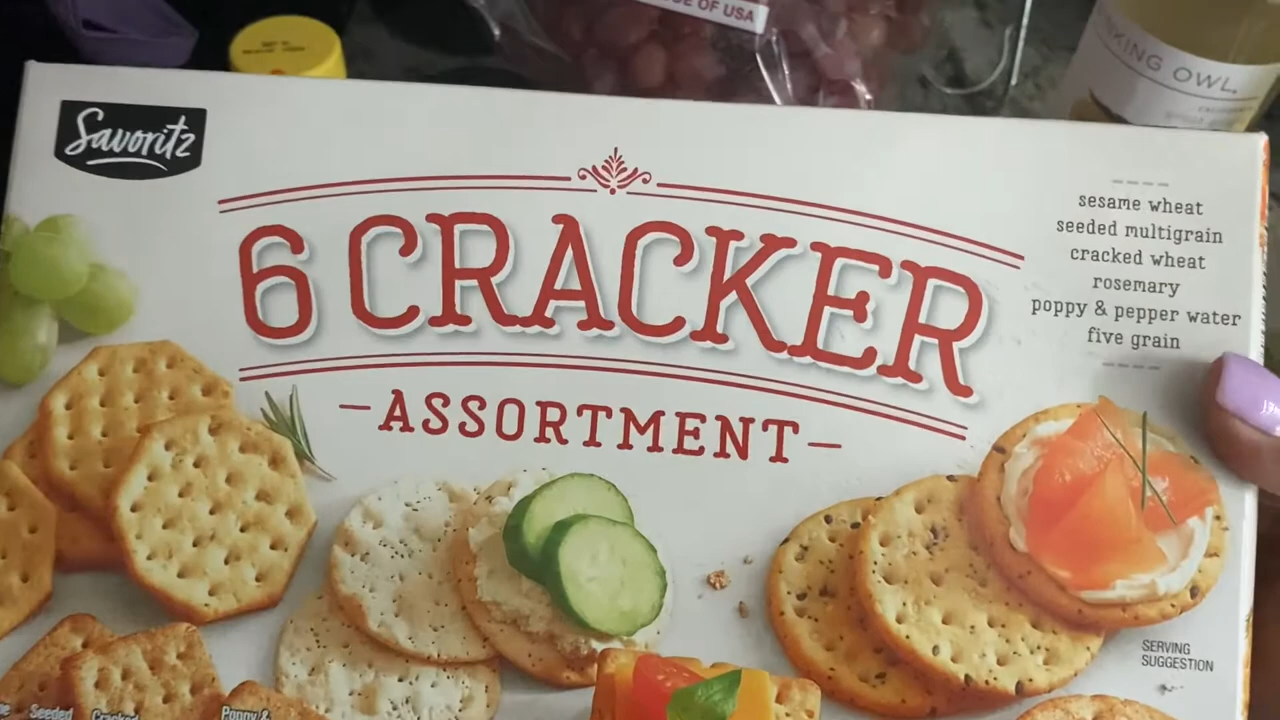 OF USA
KING OWL
Savoritz
6 CRACKER
-ASSORTMENT-
sesame wheat
seeded multigrain
cracked wheat
rosemary
poppy & pepper water
five grain
SERVING
SUGGESTION
Seeded
Cracked
Poppy &